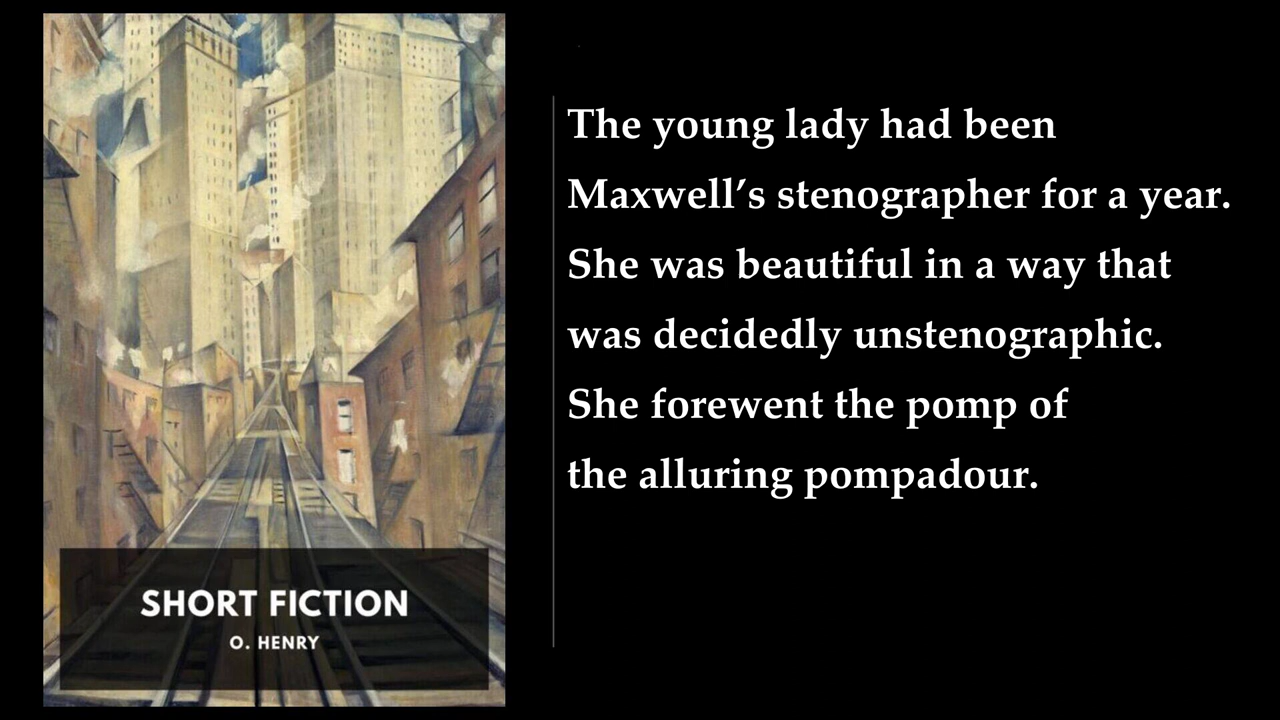 The young lady had been
Maxwell’s stenographer for a year.
She was beautiful in a way that
was decidedly unstenographic.
She forewent the pomp of
the alluring pompadour.
SHORT FICTION
O. HENRY